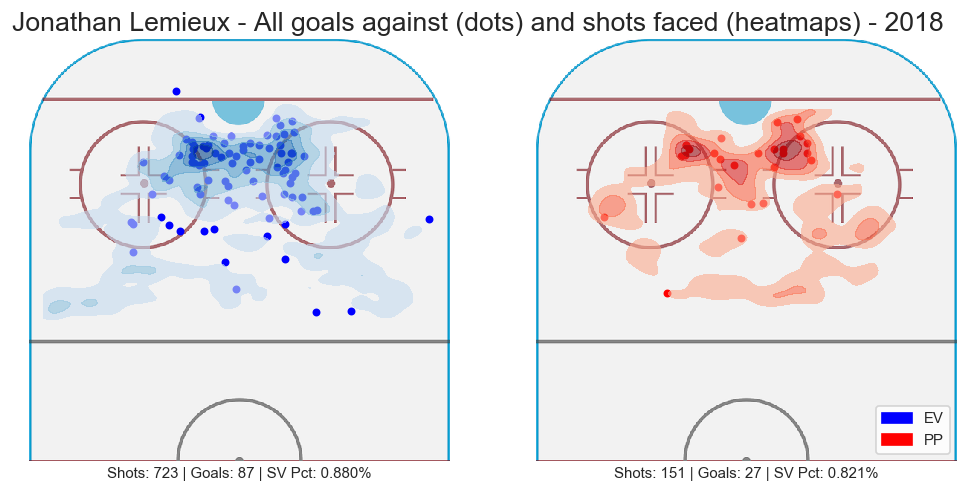 Jonathan Lemieux - All goals against (dots) and shots faced (heatmaps) - 2018
EV
PP
Shots: 723 | Goals: 87 | SV Pct: 0.880%
Shots: 151 | Goals: 27 | SV Pct: 0.821%